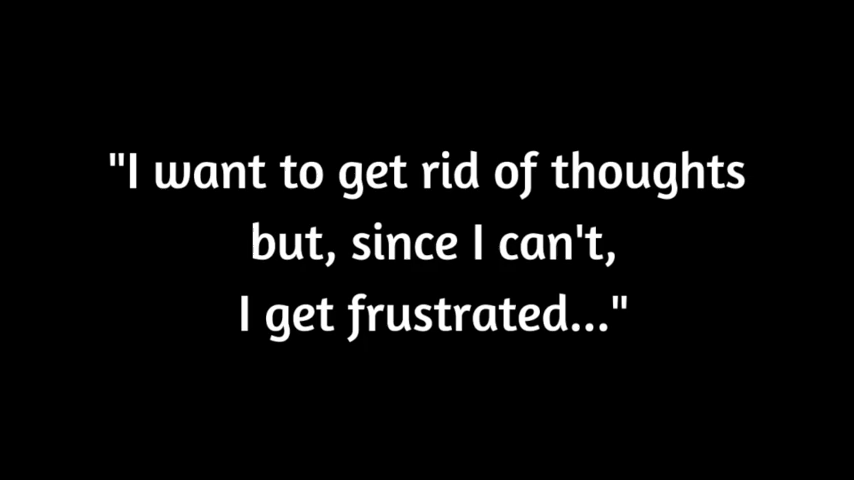 "I want to get rid of thoughts
but, since I can't,
I get frustrated..."